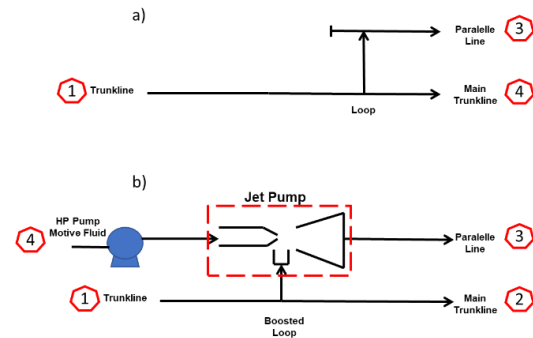 a)
Paralelle
Line
3
1
Trunkline
Main
Trunkline
4
Loop
b)
Jet Pump
HP Pump
Motive Fluid
4
Paralelle
Line
3
1
Trunkline
Main
Trunkline
2
Boosted
Loop